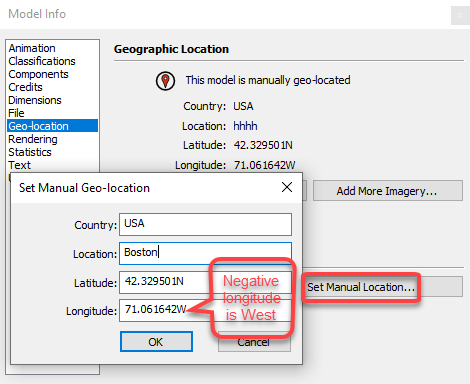 Model Info
x
Animation
Classifications
Components
Credits
Dimensions
File
Geo-location
Rendering
Statistics
Text
Geographic Location
This model is manually geo-located
Country: USA
Location: hhhh
Latitude: 42.329501N
Longitude: 71.061642W
Add More Imagery...
Set Manual Location...
Set Manual Geo-location
Country: USA
Location: Boston
Latitude: 42.329501N
Longitude: 71.061642W
Negative
longitude
is West
OK Cancel